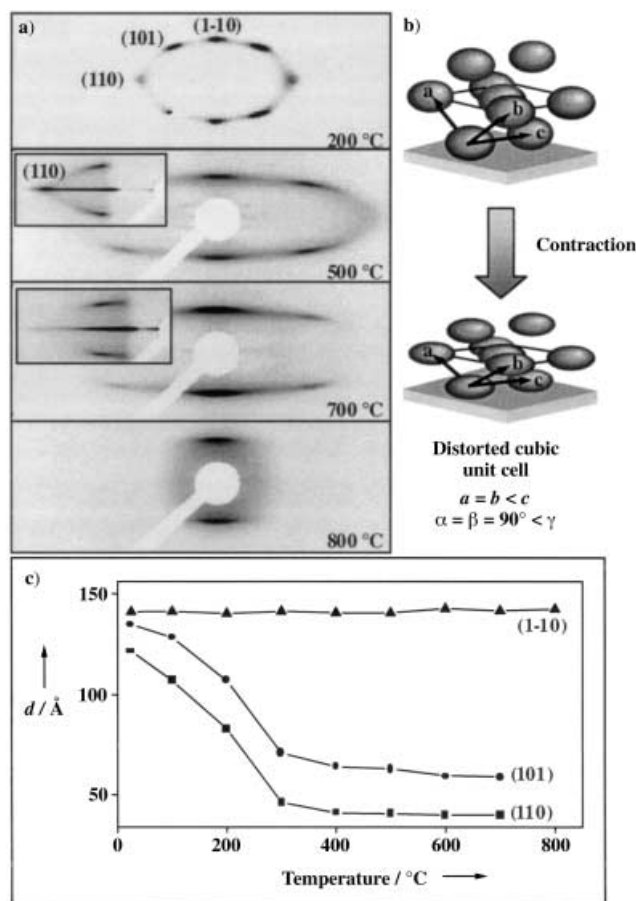 a)
(1-10)
(101)
(110)
200 °C
(110)
500 °C
700 °C
800 °C
b)
a
b
c
Contraction
a
b
c
Distorted cubic
unit cell
a = b < c
α = β = 90° < γ
c)
150
(1-10)
d / Å
100
(101)
50
(110)
0 200 400 600 800
Temperature / °C